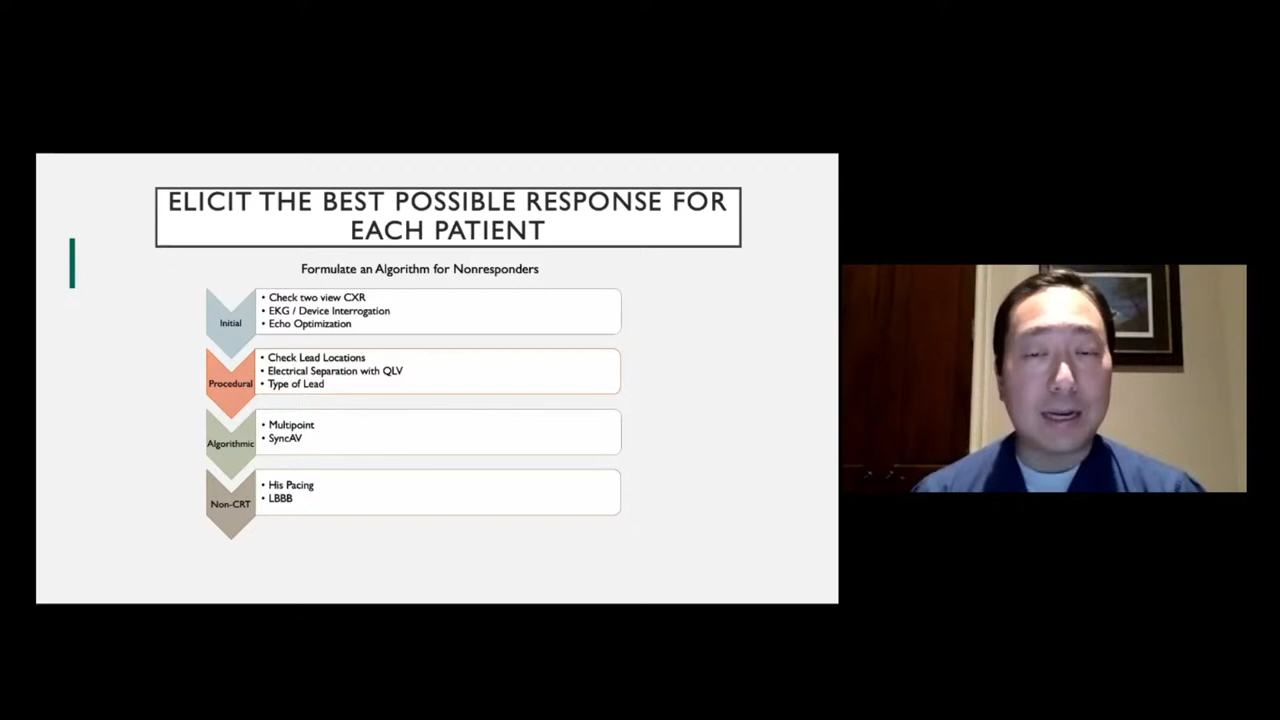 ELICIT THE BEST POSSIBLE RESPONSE FOR
EACH PATIENT
Formulate an Algorithm for Nonresponders
Initial
• Check two view CXR
• EKG / Device Interrogation
• Echo Optimization
Procedural
• Check Lead Locations
• Electrical Separation with QLV
• Type of Lead
Algorithmic
• Multipoint
• SyncAV
Non-CRT
• His Pacing
• LBBB